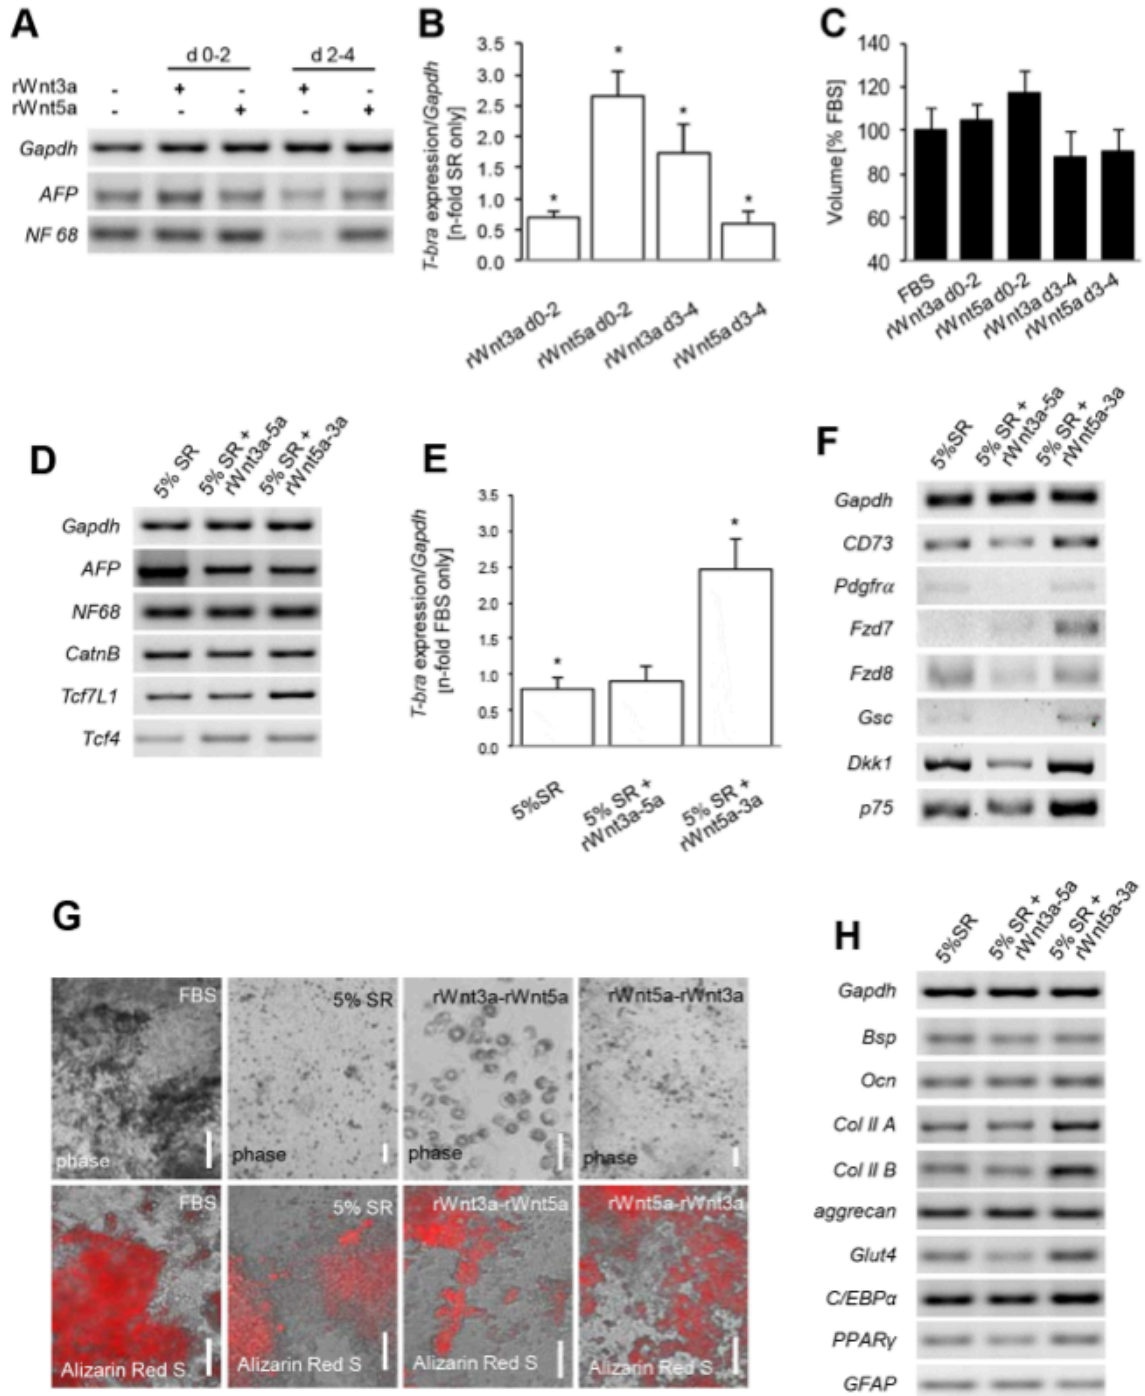 A
d 0-2
d 2-4
rWnt3a - + - + -
rWnt5a - - + - +
Gapdh
AFP
NF 68
B
T-bra expression/Gapdh
[n-fold SR only]
3.5
3.0
2.5
2.0
1.5
1.0
0.5
0.0
*
*
*
*
rWnt3a d0-2
rWnt5a d0-2
rWnt3a d3-4
rWnt5a d3-4
C
Volume [% FBS]
140
120
100
80
60
40
FBS
rWnt3a d0-2
rWnt5a d0-2
rWnt3a d3-4
rWnt5a d3-4
D
5% SR
5% SR +
rWnt3a-5a
5% SR +
rWnt5a-3a
Gapdh
AFP
NF68
CatnB
Tcf7L1
Tcf4
E
T-bra expression/Gapdh
[n-fold FBS only]
3.5
3.0
2.5
2.0
1.5
1.0
0.5
0.0
*
*
5%SR
5% SR +
rWnt3a-5a
5% SR +
rWnt5a-3a
F
5%SR
5% SR +
rWnt3a-5a
5% SR +
rWnt5a-3a
Gapdh
CD73
Pdgfrα
Fzd7
Fzd8
Gsc
Dkk1
p75
G
FBS
phase
5% SR
phase
rWnt3a-rWnt5a
phase
rWnt5a-rWnt3a
phase
FBS
Alizarin Red S
5% SR
Alizarin Red S
rWnt3a-rWnt5a
Alizarin Red S
rWnt5a-rWnt3a
Alizarin Red S
H
5%SR
5% SR +
rWnt3a-5a
5% SR +
rWnt5a-3a
Gapdh
Bsp
Ocn
Col II A
Col II B
aggrecan
Glut4
C/EBPα
PPARγ
GFAP